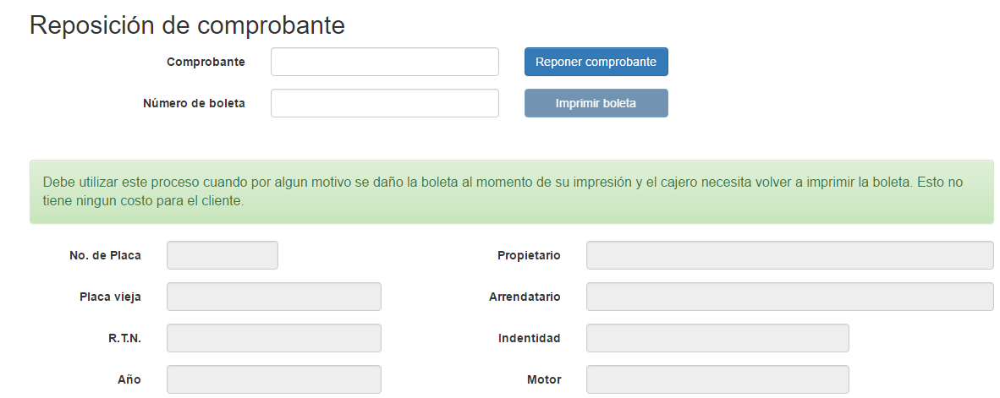 Reposición de comprobante
Comprobante
Reponer comprobante
Número de boleta
Imprimir boleta
Debe utilizar este proceso cuando por algun motivo se daño la boleta al momento de su impresión y el cajero necesita volver a imprimir la boleta. Esto no
tiene ningun costo para el cliente.
No. de Placa
Propietario
Placa vieja
Arrendatario
R.T.N.
Indentidad
Año
Motor